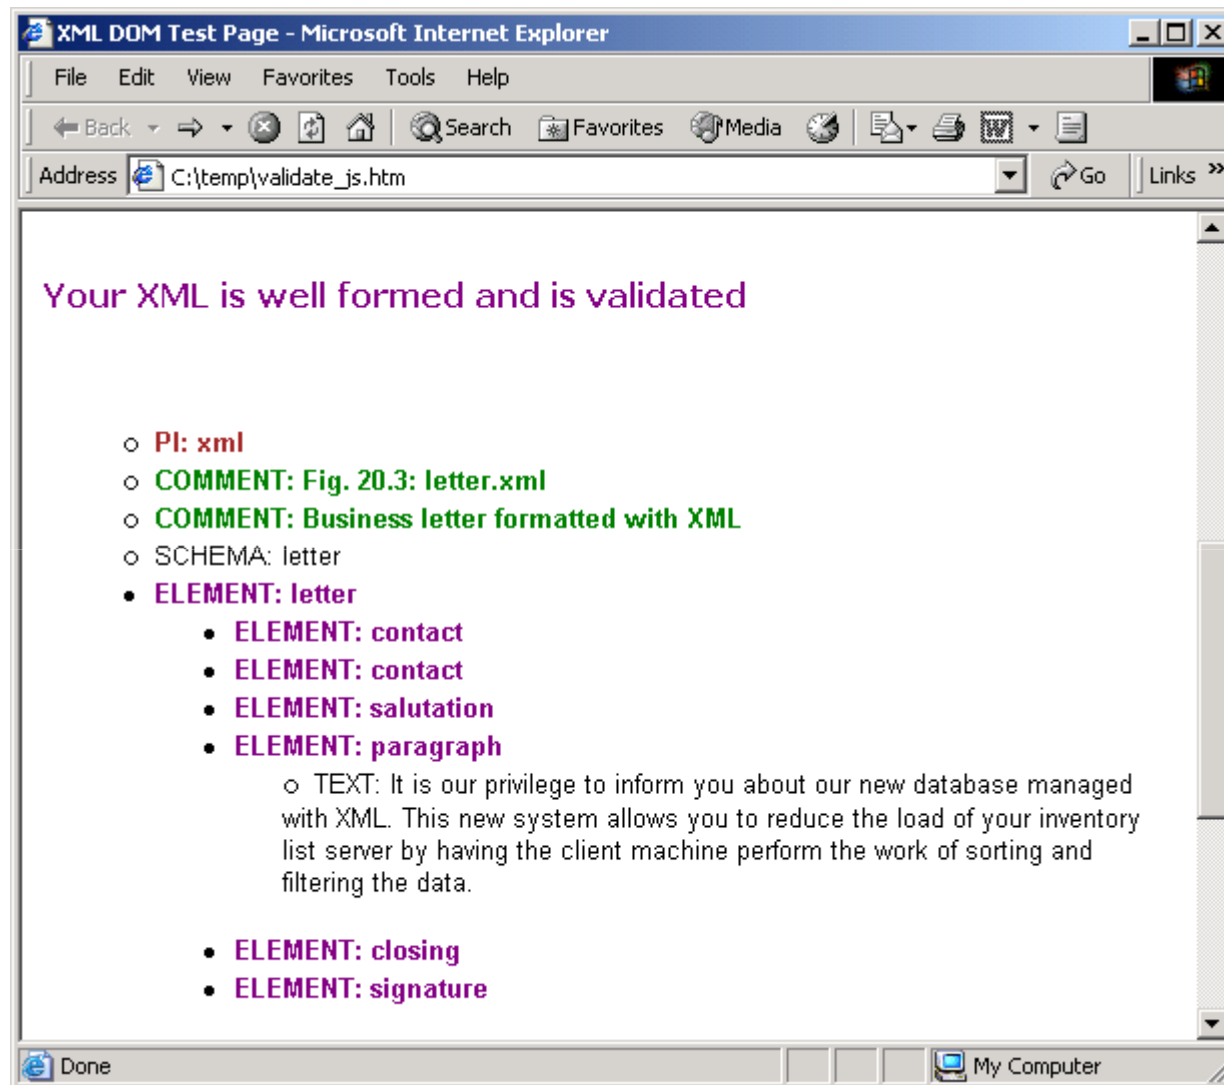 XML DOM Test Page - Microsoft Internet Explorer
File Edit View Favorites Tools Help
Back Search Favorites Media
Address C:\temp\validate_js.htm Go Links »
Your XML is well formed and is validated
PI: xml
COMMENT: Fig. 20.3: letter.xml
COMMENT: Business letter formatted with XML
SCHEMA: letter
ELEMENT: letter
ELEMENT: contact
ELEMENT: contact
ELEMENT: salutation
ELEMENT: paragraph
TEXT: It is our privilege to inform you about our new database managed
with XML. This new system allows you to reduce the load of your inventory
list server by having the client machine perform the work of sorting and
filtering the data.
ELEMENT: closing
ELEMENT: signature
Done My Computer